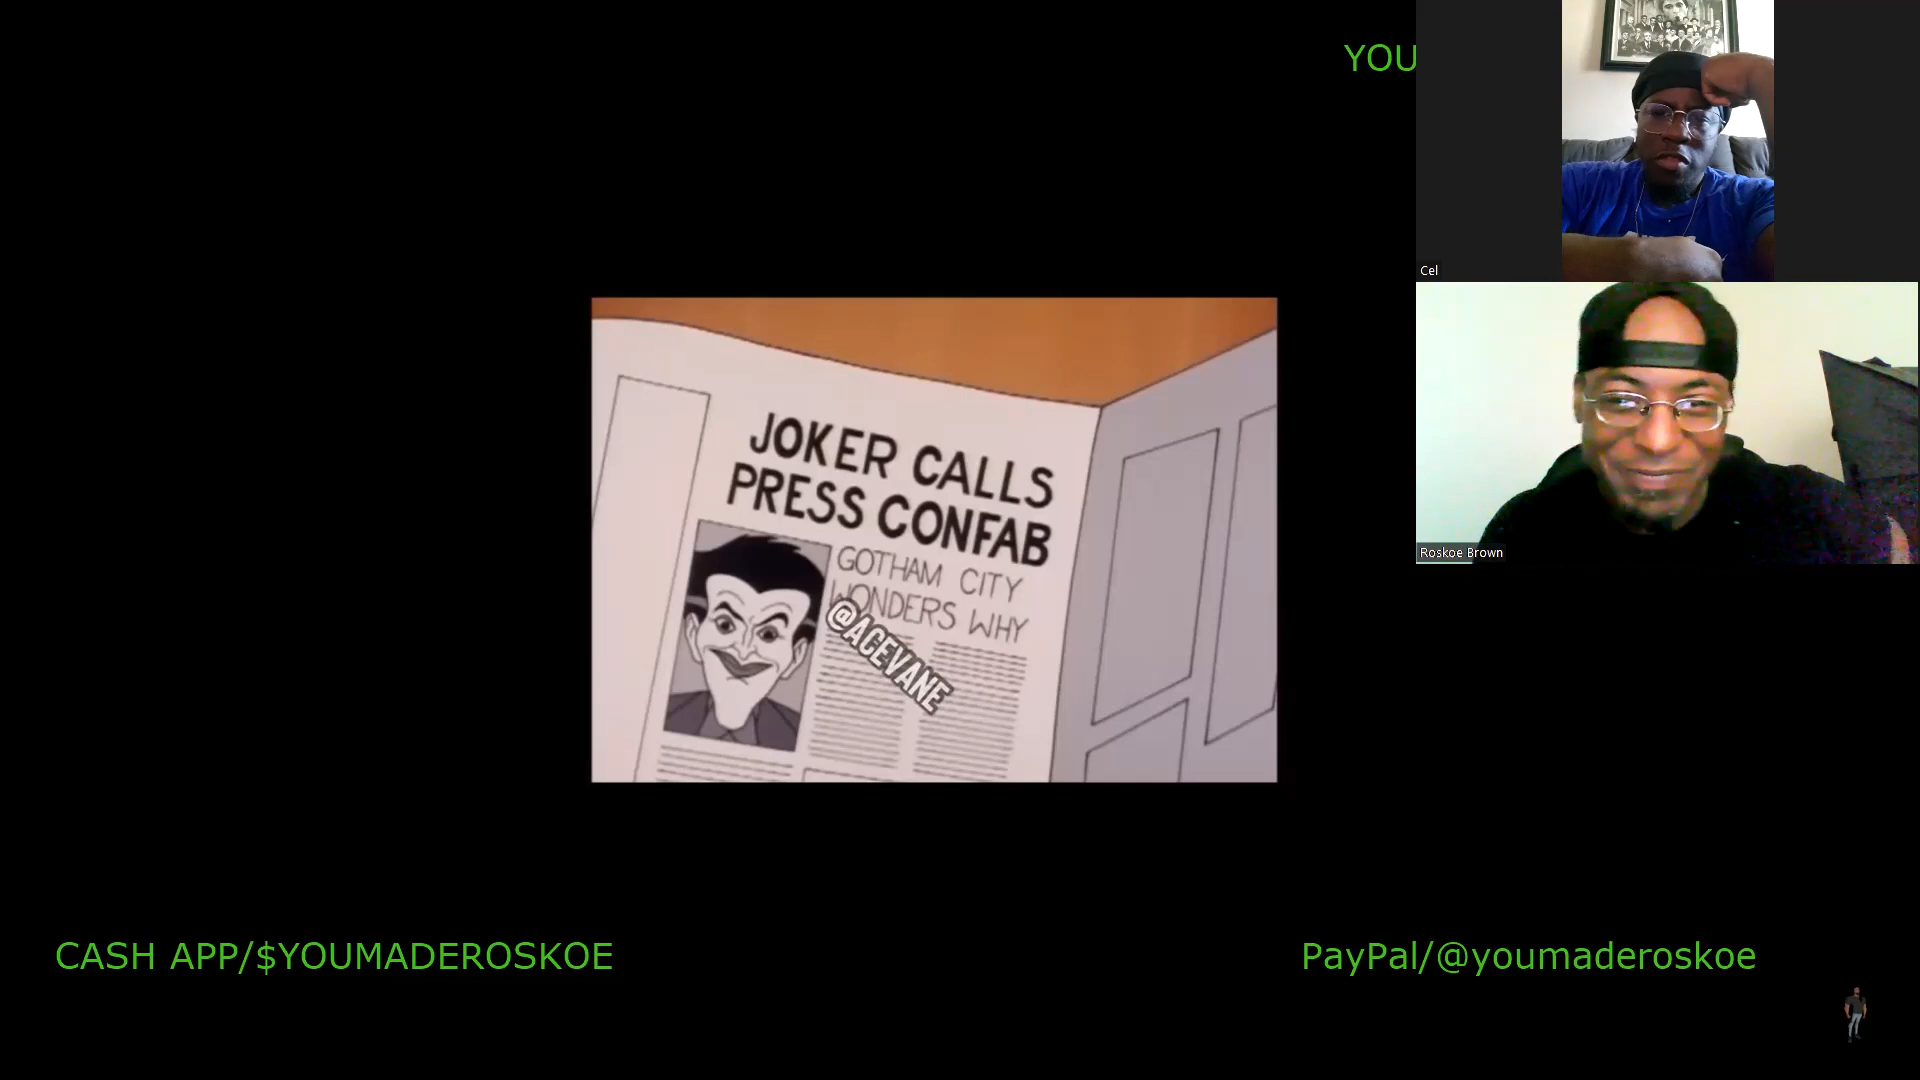 YOU
Cel
JOKER CALLS
PRESS CONFAB
GOTHAM CITY
WONDERS WHY
@ACEVANE
Roskoe Brown
CASH APP/$YOUMADEROSKOE
PayPal/@youmaderoskoe